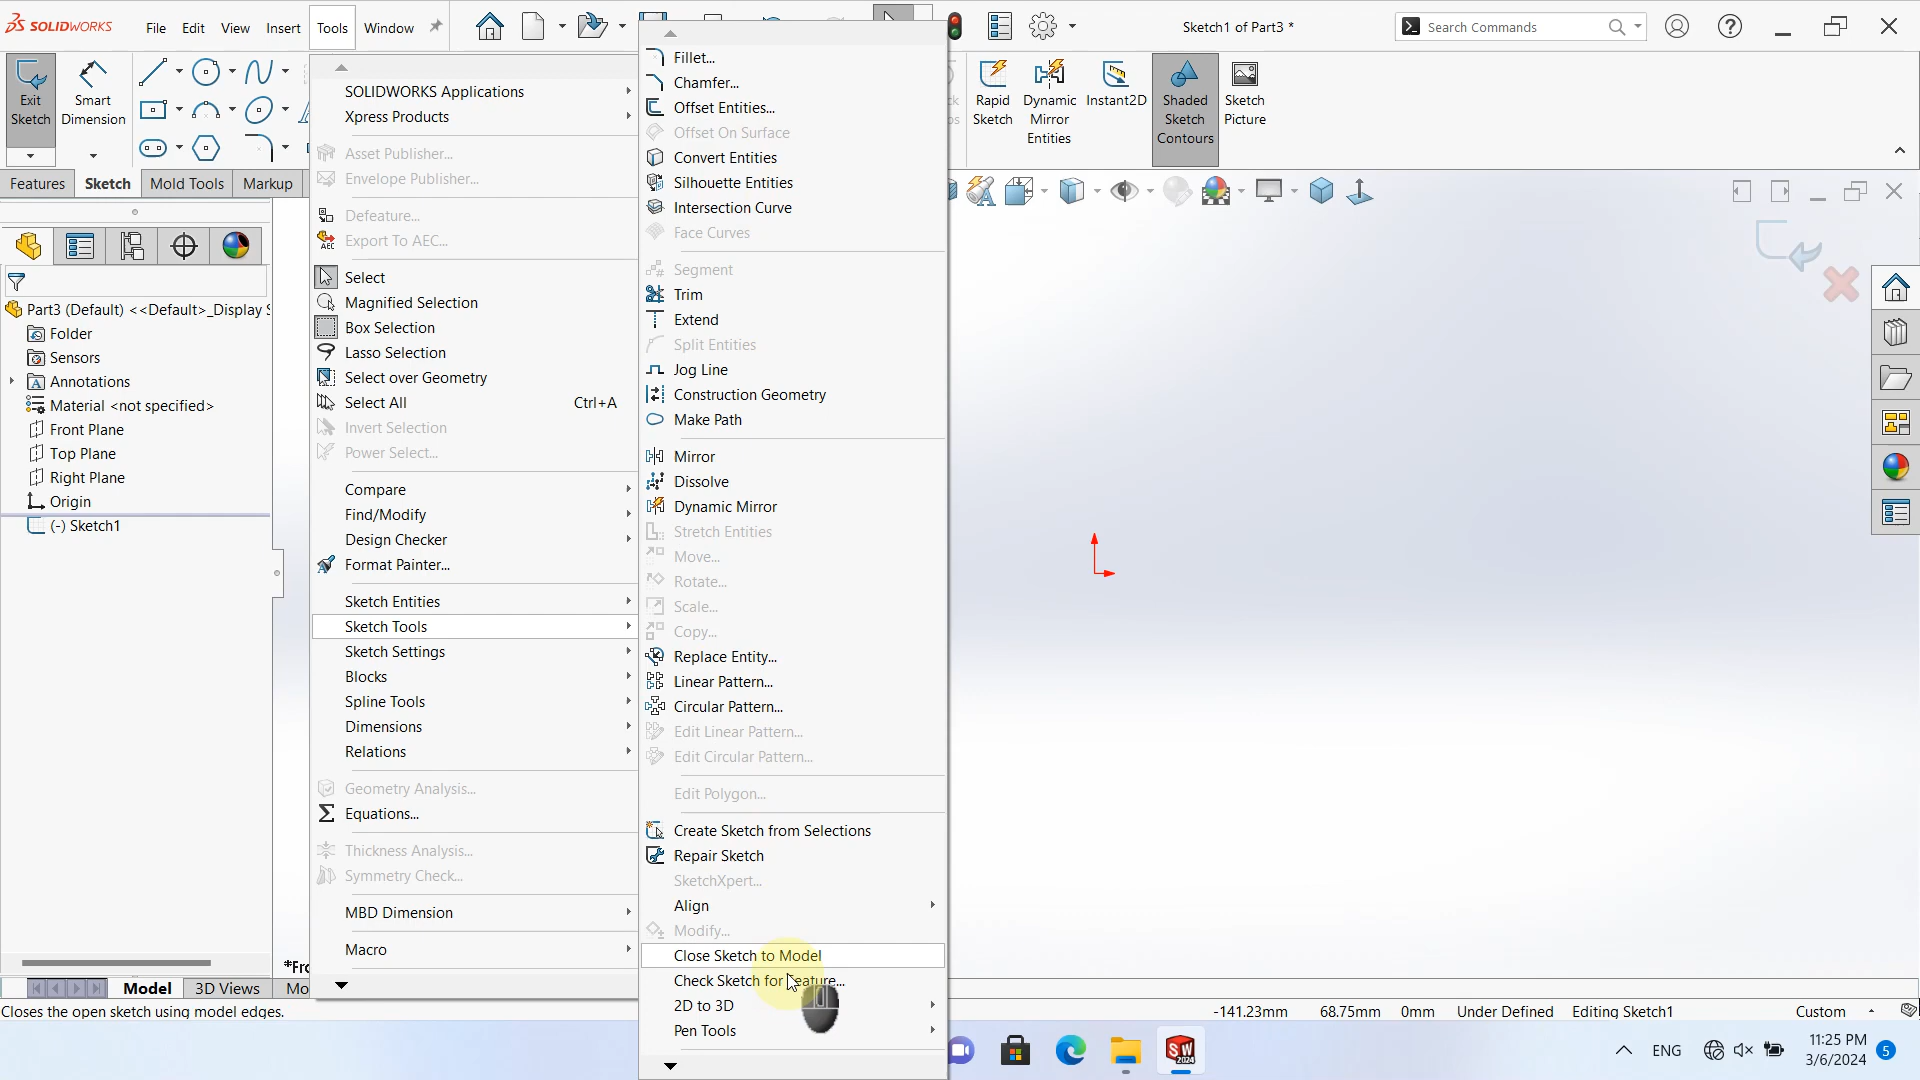 SOLIDWORKS File Edit View Insert Tools Window Sketch1 of Part3 * Search Commands
Exit Sketch
Smart Dimension
Rapid Sketch
Dynamic Mirror Entities
Instant2D
Shaded Sketch Contours
Sketch Picture
Features Sketch Mold Tools Markup
Part3 (Default) <<Default>_Display S
Folder
Sensors
Annotations
Material <not specified>
Front Plane
Top Plane
Right Plane
Origin
(-) Sketch1
SOLIDWORKS Applications
Xpress Products
Asset Publisher...
Envelope Publisher...
Defeature...
Export To AEC...
Select
Magnified Selection
Box Selection
Lasso Selection
Select over Geometry
Select All Ctrl+A
Invert Selection
Power Select...
Compare
Find/Modify
Design Checker
Format Painter...
Sketch Entities
Sketch Tools
Sketch Settings
Blocks
Spline Tools
Dimensions
Relations
Geometry Analysis...
Equations...
Thickness Analysis...
Symmetry Check...
MBD Dimension
Macro
Fillet...
Chamfer...
Offset Entities...
Offset On Surface
Convert Entities
Silhouette Entities
Intersection Curve
Face Curves
Segment
Trim
Extend
Split Entities
Jog Line
Construction Geometry
Make Path
Mirror
Dissolve
Dynamic Mirror
Stretch Entities
Move...
Rotate...
Scale...
Copy...
Replace Entity...
Linear Pattern...
Circular Pattern...
Edit Linear Pattern...
Edit Circular Pattern...
Edit Polygon...
Create Sketch from Selections
Repair Sketch
SketchXpert...
Align
Modify...
Close Sketch to Model
Check Sketch for Feature...
2D to 3D
Pen Tools
*Fro
Model 3D Views Mo
Closes the open sketch using model edges. -141.23mm 68.75mm 0mm Under Defined Editing Sketch1 Custom
ENG 11:25 PM
3/6/2024 5
SW
2024